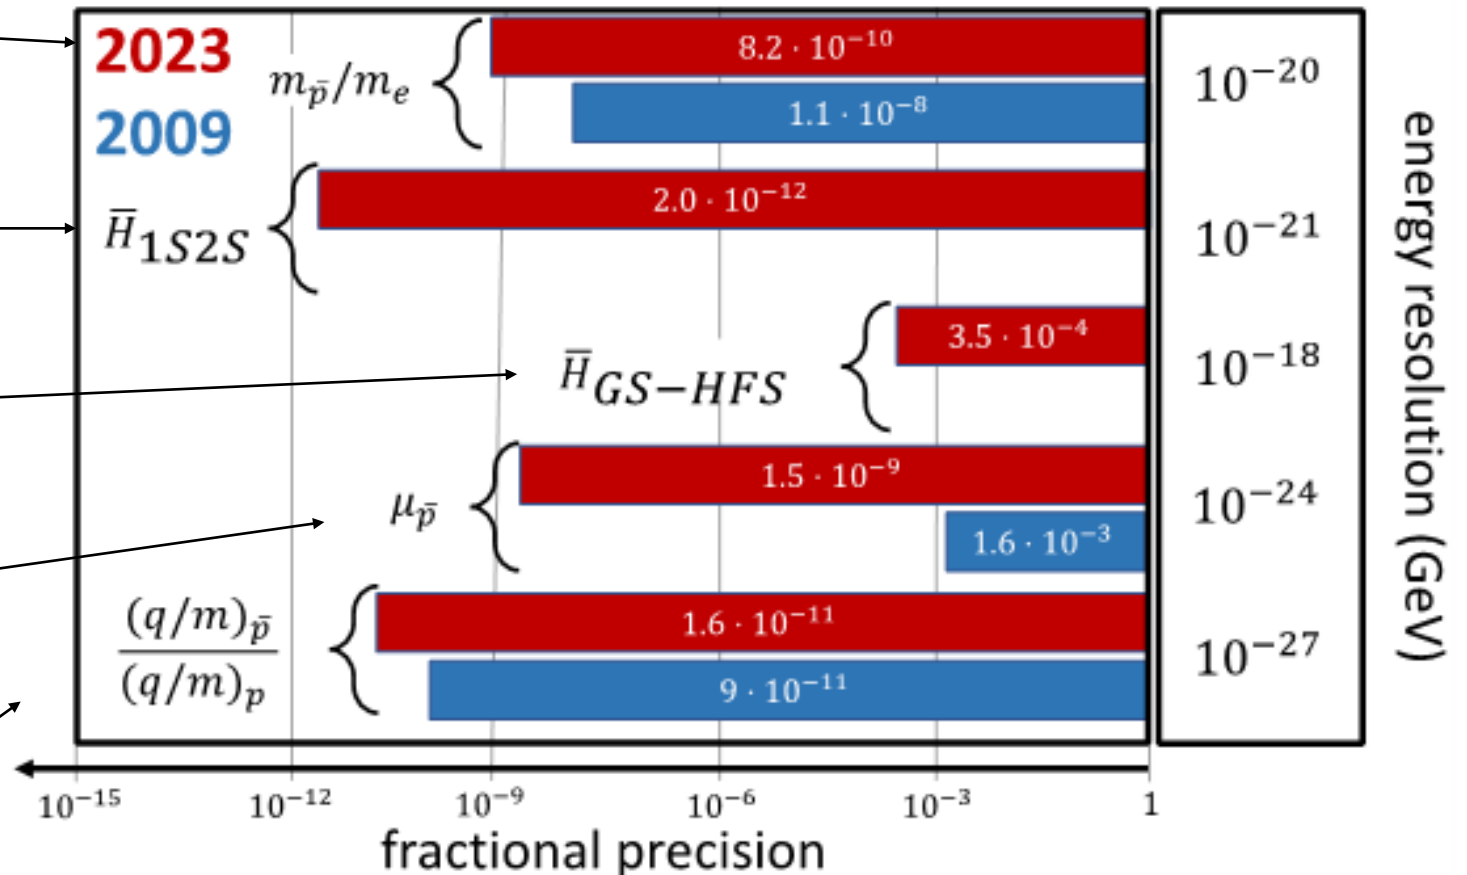 2023
2009
m_p̄/m_e
8.2 · 10⁻¹⁰
1.1 · 10⁻⁸
10⁻²⁰
H̄_1S2S
2.0 · 10⁻¹²
10⁻²¹
H̄_GS−HFS
3.5 · 10⁻⁴
10⁻¹⁸
μ_p̄
1.5 · 10⁻⁹
1.6 · 10⁻³
10⁻²⁴
(q/m)_p̄
(q/m)_p
1.6 · 10⁻¹¹
9 · 10⁻¹¹
10⁻²⁷
energy resolution (GeV)
10⁻¹⁵ 10⁻¹² 10⁻⁹ 10⁻⁶ 10⁻³ 1
fractional precision